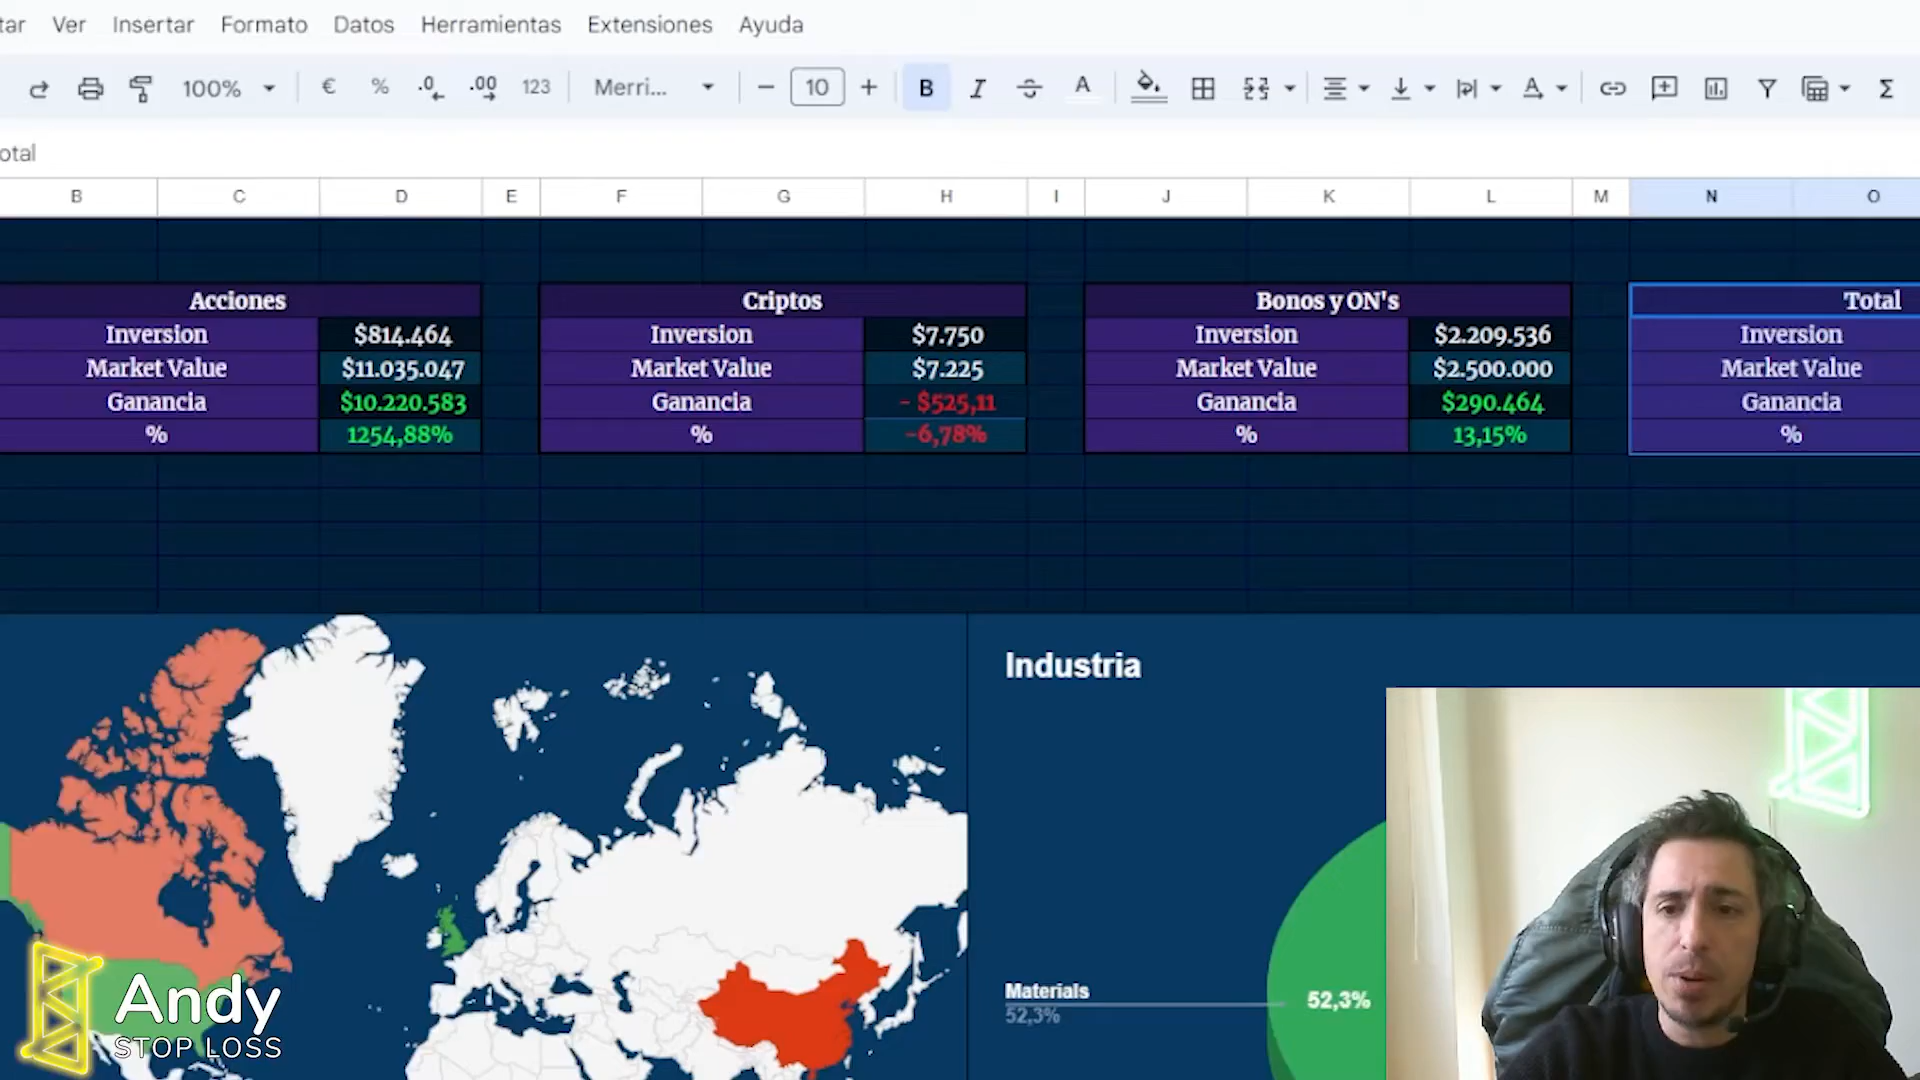 tar Ver Insertar Formato Datos Herramientas Extensiones Ayuda
100% € % .0 .00 123 Merri... − 10 + B I A A Σ
otal
B C D E F G H I J K L M N O
Acciones
Inversion $814.464
Market Value $11.035.047
Ganancia $10.220.583
% 1254,88%
Criptos
Inversion $7.750
Market Value $7.225
Ganancia - $525,11
% -6,78%
Bonos y ON's
Inversion $2.209.536
Market Value $2.500.000
Ganancia $290.464
% 13,15%
Total
Inversion
Market Value
Ganancia
%
Industria
Materials
52,3%
52,3%
Andy
STOP LOSS